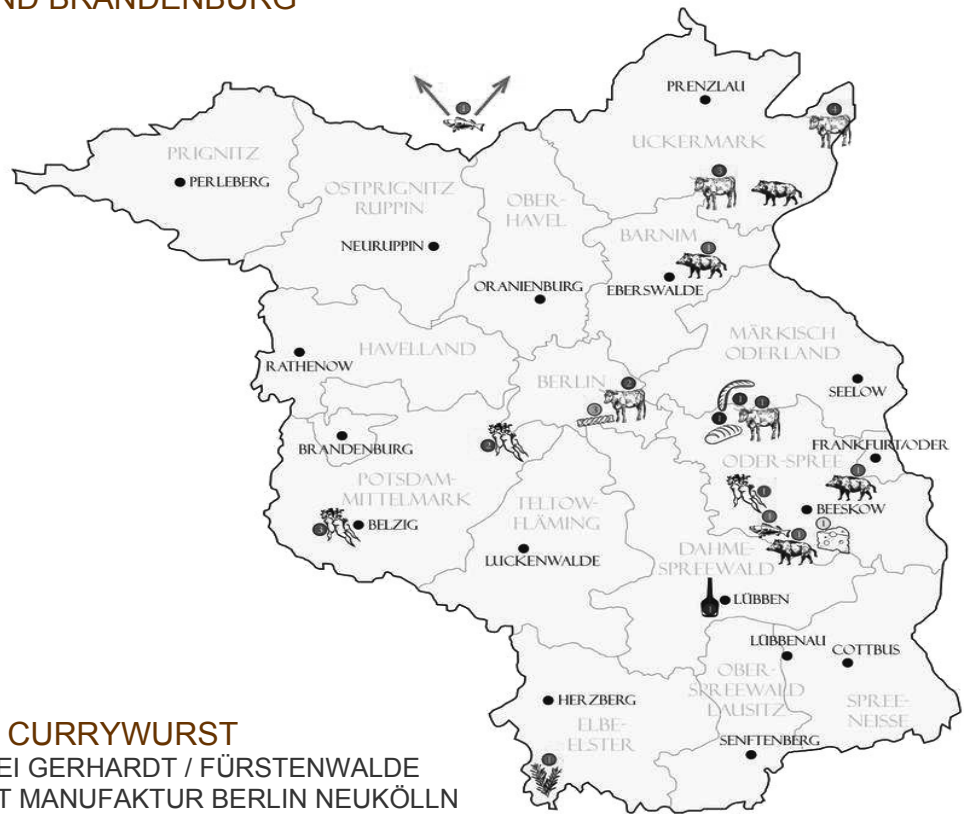 ND BRANDENBURG
PRENZLAU
UCKERMARK
PRIGNITZ
PERLEBERG
OSTPRIGNITZ
RUPPIN
OBER-
HAVEL
BARNIM
NEURUPPIN
ORANIENBURG
EBERSWALDE
MÄRKISCH
ODERLAND
HAVELLAND
RATHENOW
BERLIN
SEELOW
BRANDENBURG
FRANKFURT/ODER
ODER-SPREE
POTSDAM-
MITTELMARK
TELTOW-
FLÄMING
BEESKOW
BELZIG
LUCKENWALDE
DAHME-
SPREEWALD
LÜBBEN
LÜBBENAU
COTTBUS
OBER-
SPREEWALD
LAUSITZ
HERZBERG
SPREE-
NEISSE
ELBE-
ELSTER
SENFTENBERG
CURRYWURST
EI GERHARDT / FÜRSTENWALDE
T MANUFAKTUR BERLIN NEUKÖLLN